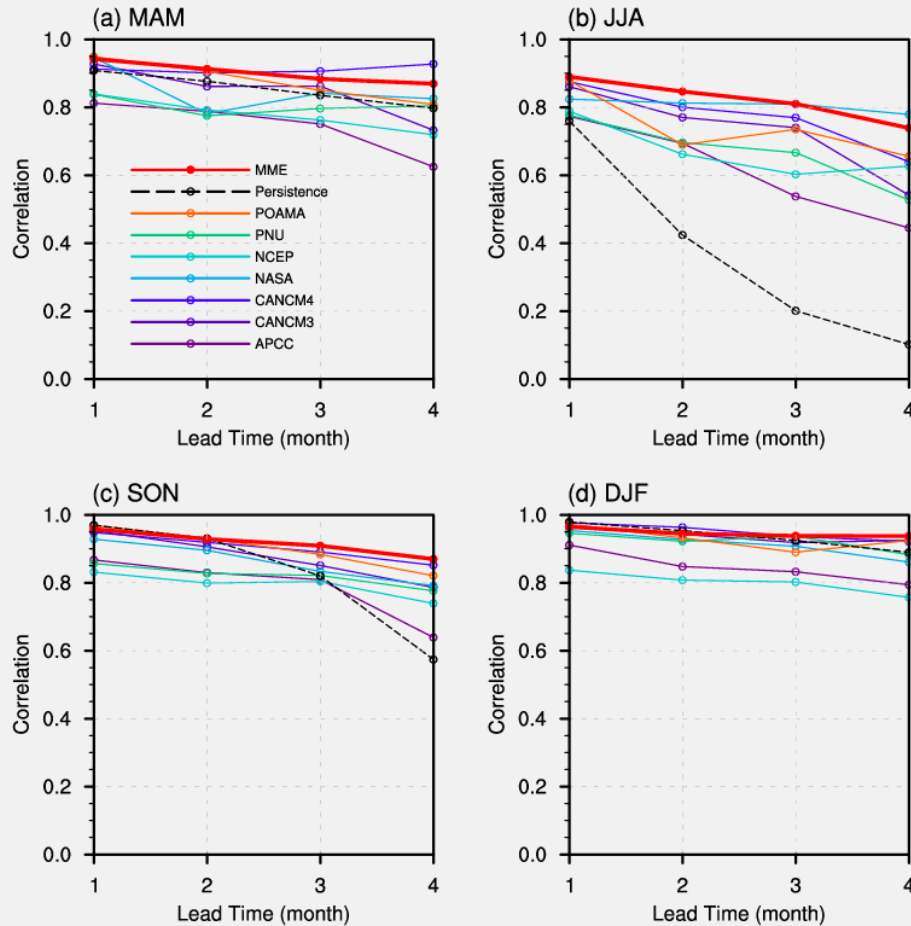 (a) MAM
1.0
0.8
0.6
0.4
0.2
0.0
Correlation
MME
Persistence
POAMA
PNU
NCEP
NASA
CANCM4
CANCM3
APCC
1 2 3 4
Lead Time (month)
(b) JJA
1.0
0.8
0.6
0.4
0.2
0.0
Correlation
1 2 3 4
Lead Time (month)
(c) SON
1.0
0.8
0.6
0.4
0.2
0.0
Correlation
1 2 3 4
Lead Time (month)
(d) DJF
1.0
0.8
0.6
0.4
0.2
0.0
Correlation
1 2 3 4
Lead Time (month)